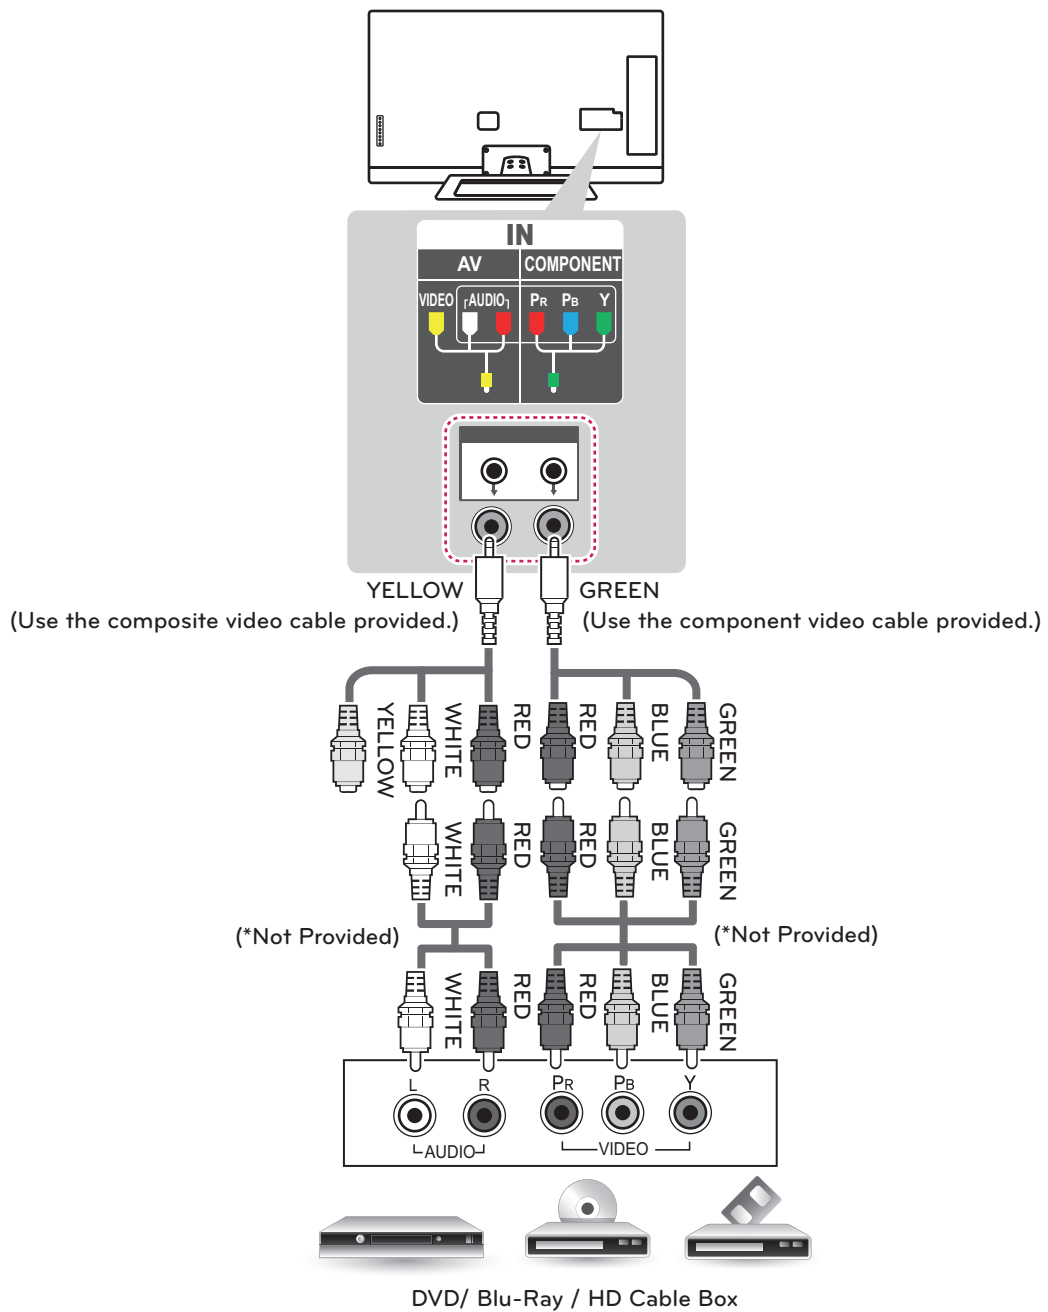 IN
AV COMPONENT
VIDEO ┌AUDIO┐ PR PB Y
YELLOW GREEN
(Use the composite video cable provided.) (Use the component video cable provided.)
YELLOW WHITE RED RED BLUE GREEN
WHITE RED RED BLUE GREEN
(*Not Provided) (*Not Provided)
WHITE RED RED BLUE GREEN
L R PR PB Y
AUDIO VIDEO
DVD/ Blu-Ray / HD Cable Box